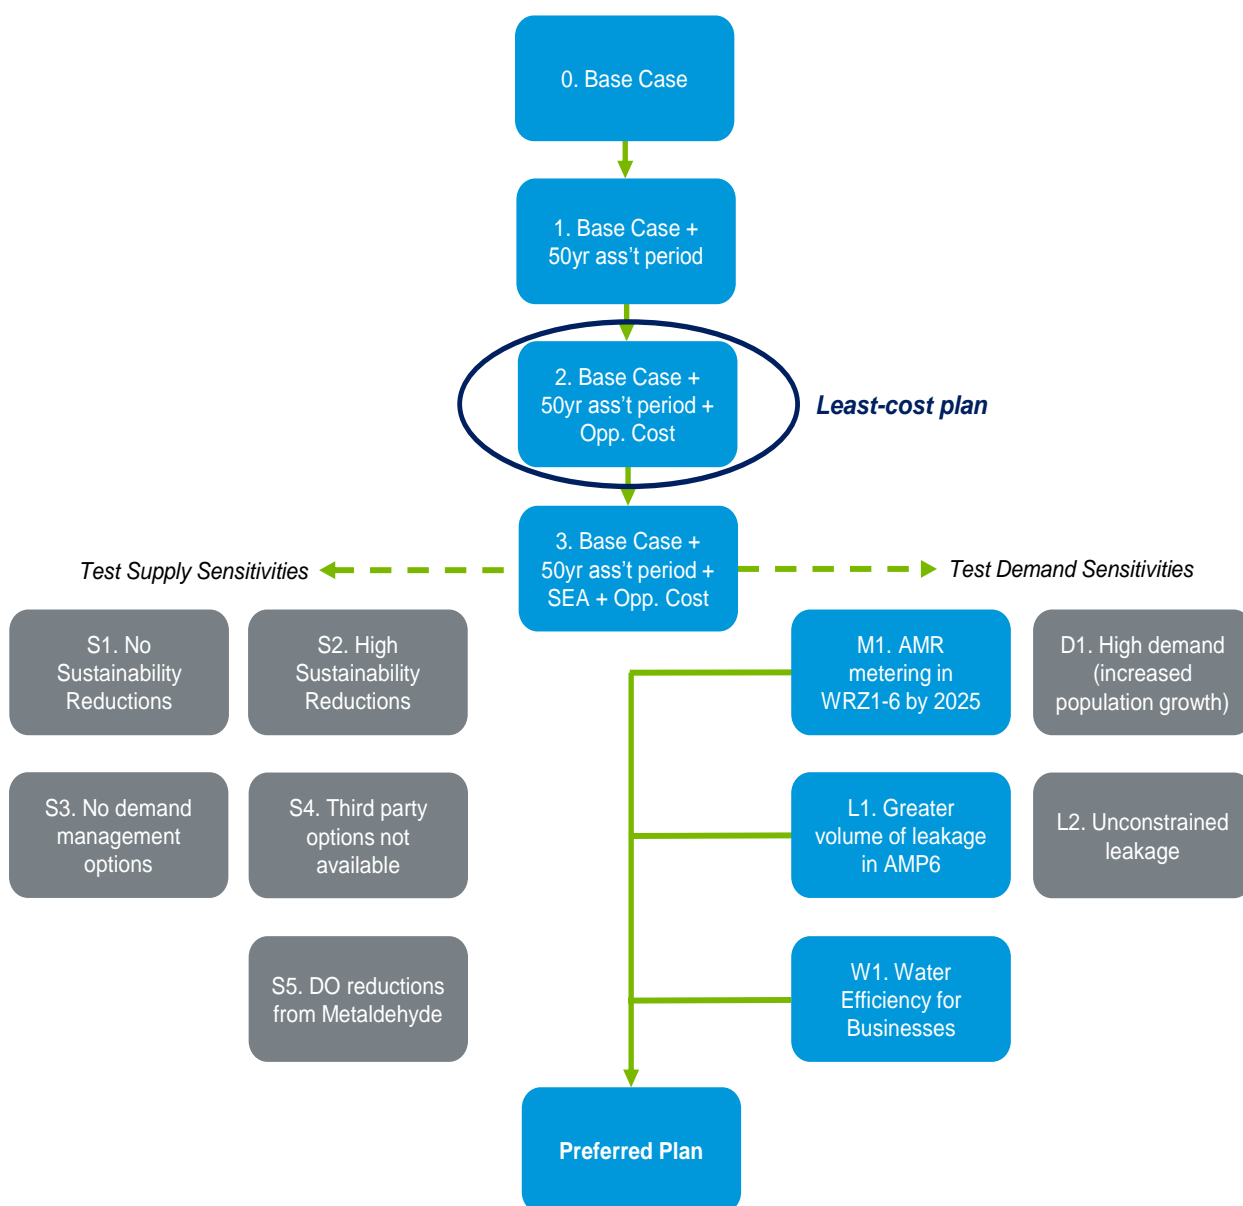 0. Base Case
1. Base Case +
50yr ass't period
2. Base Case +
50yr ass't period +
Opp. Cost
Least-cost plan
3. Base Case +
50yr ass't period +
SEA + Opp. Cost
Test Supply Sensitivities
Test Demand Sensitivities
S1. No
Sustainability
Reductions
S2. High
Sustainability
Reductions
M1. AMR
metering in
WRZ1-6 by 2025
D1. High demand
(increased
population growth)
S3. No demand
management
options
S4. Third party
options not
available
L1. Greater
volume of leakage
in AMP6
L2. Unconstrained
leakage
S5. DO reductions
from Metaldehyde
W1. Water
Efficiency for
Businesses
Preferred Plan